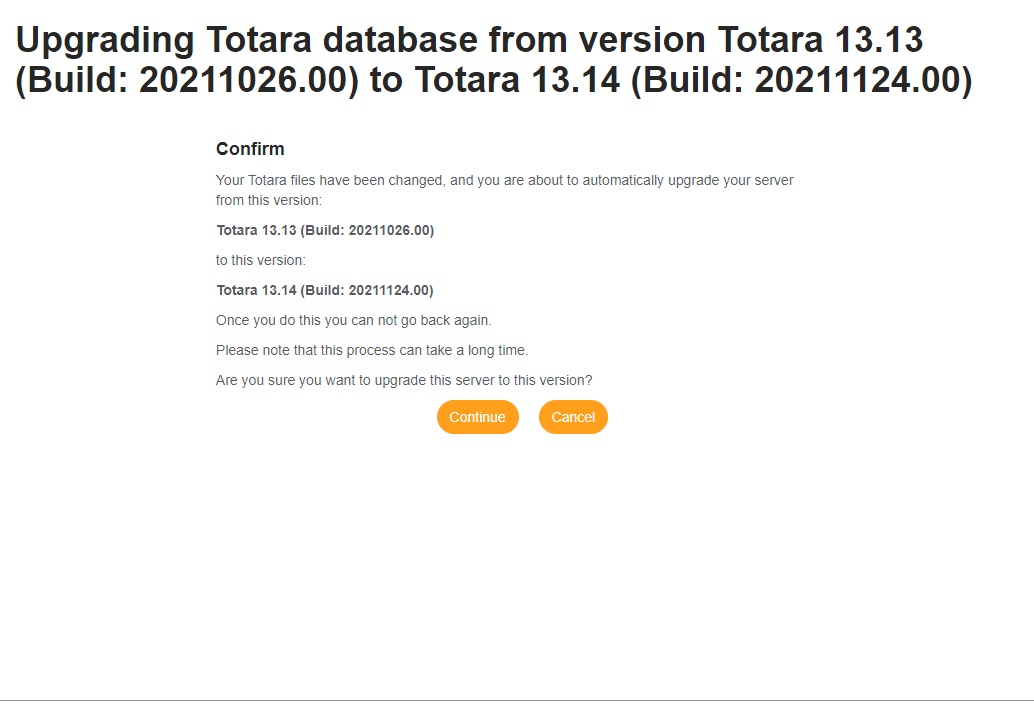 Upgrading Totara database from version Totara 13.13
(Build: 20211026.00) to Totara 13.14 (Build: 20211124.00)
Confirm
Your Totara files have been changed, and you are about to automatically upgrade your server
from this version:
Totara 13.13 (Build: 20211026.00)
to this version:
Totara 13.14 (Build: 20211124.00)
Once you do this you can not go back again.
Please note that this process can take a long time.
Are you sure you want to upgrade this server to this version?
Continue Cancel